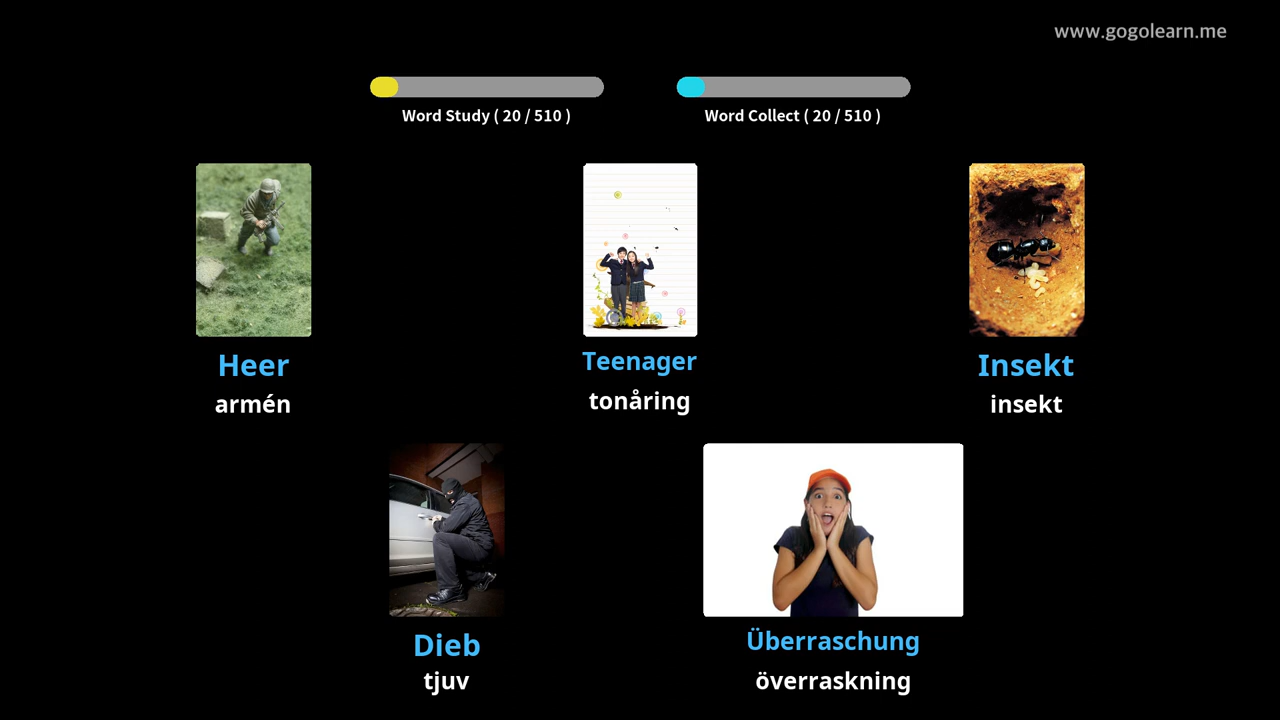 www.gogolearn.me
Word Study ( 20 / 510 )
Word Collect ( 20 / 510 )
Heer
armén
Teenager
tonåring
Insekt
insekt
Dieb
tjuv
Überraschung
överraskning